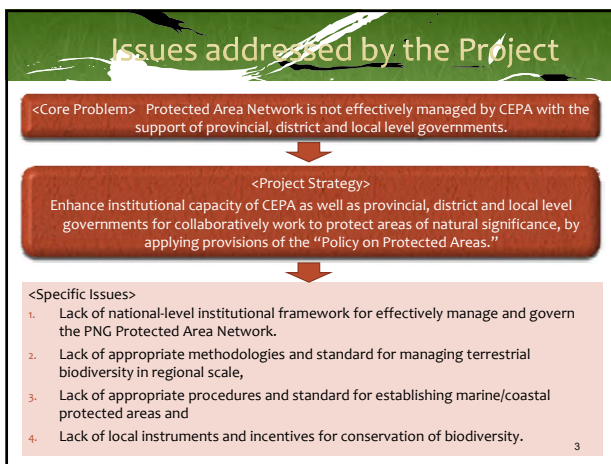 Issues addressed by the Project
<Core Problem> Protected Area Network is not effectively managed by CEPA with the
support of provincial, district and local level governments.
<Project Strategy>
Enhance institutional capacity of CEPA as well as provincial, district and local level
governments for collaboratively work to protect areas of natural significance, by
applying provisions of the “Policy on Protected Areas.”
<Specific Issues>
1. Lack of national-level institutional framework for effectively manage and govern
the PNG Protected Area Network.
2. Lack of appropriate methodologies and standard for managing terrestrial
biodiversity in regional scale,
3. Lack of appropriate procedures and standard for establishing marine/coastal
protected areas and
4. Lack of local instruments and incentives for conservation of biodiversity.
3